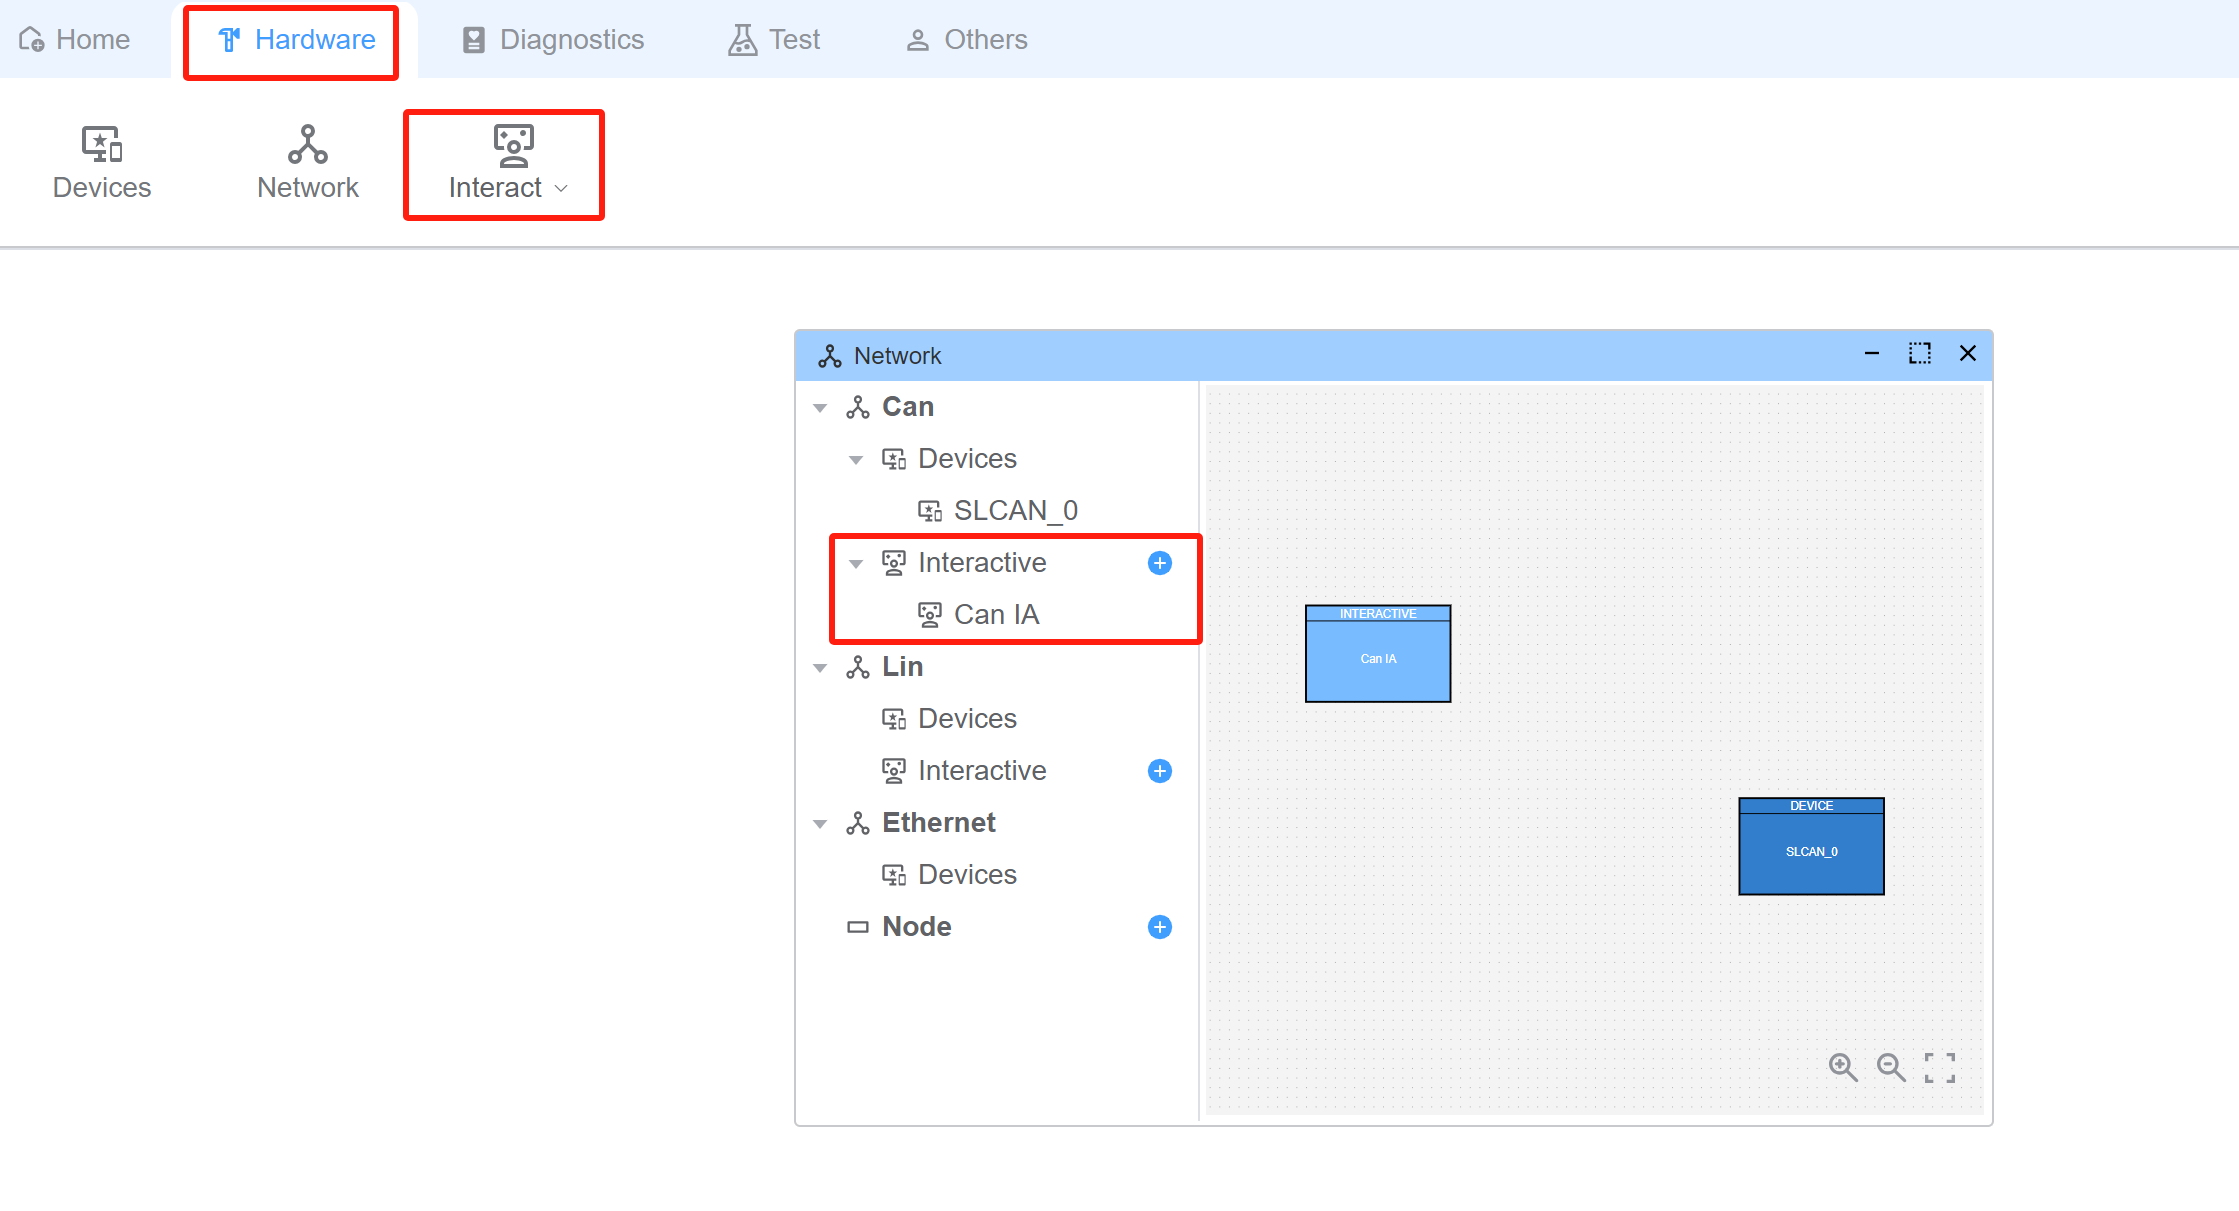 Home
Hardware
Diagnostics
Test
Others
Devices
Network
Interact
Network
Can
Devices
SLCAN_0
Interactive
Can IA
Lin
Devices
Interactive
Ethernet
Devices
Node
INTERACTIVE
Can IA
DEVICE
SLCAN_0